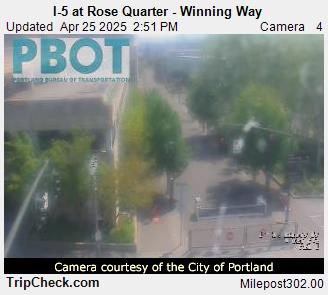 I-5 at Rose Quarter - Winning Way
Updated Apr 25 2025 2:51 PM Camera 4
PBOT
PORTLAND BUREAU OF TRANSPORTATION
Camera courtesy of the City of Portland
TripCheck.com Milepost302.00